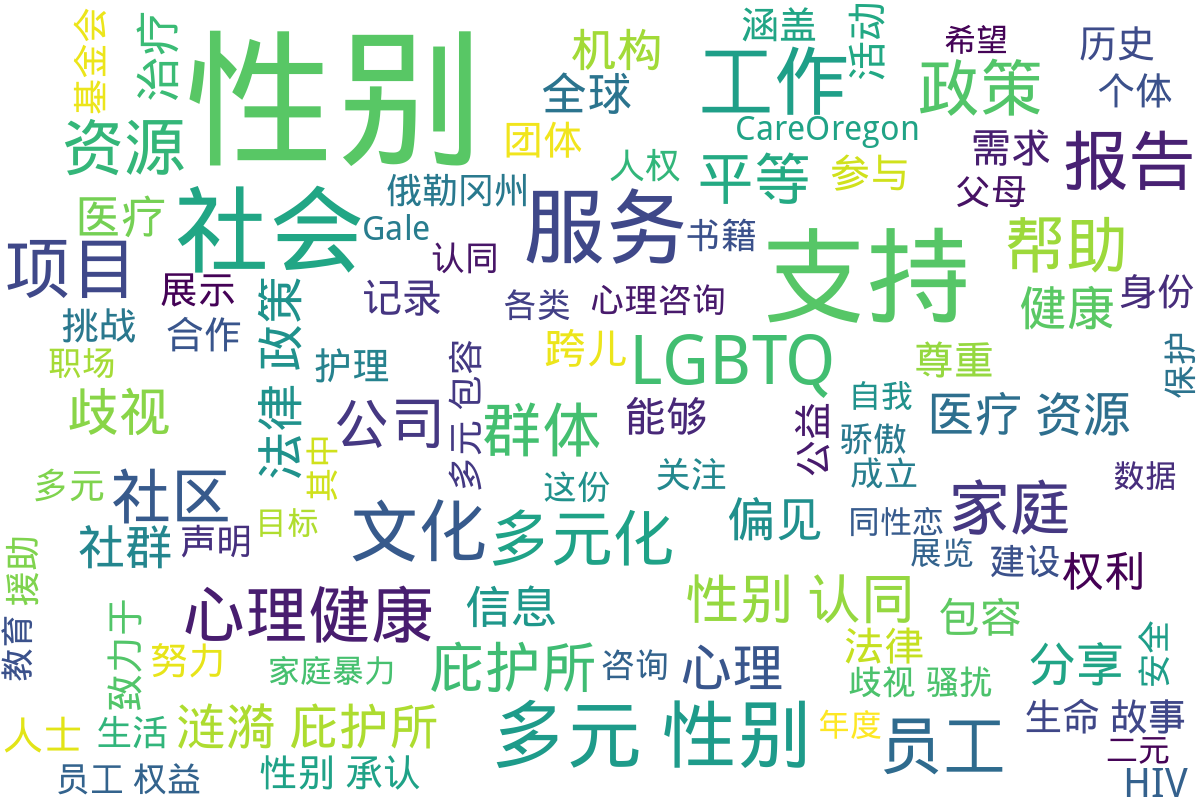 性别
基金会
治疗
机构
涵盖
活动
希望
历史
全球
工作
政策
个体
资源
团体
CareOregon
需求
报告
人权
平等
参与
父母
医疗
社会
俄勒冈州
Gale
服务
书籍
支持
帮助
项目
展示
认同
记录
各类
心理咨询
健康
身份
挑战
合作
法律 政策
职场
护理
多元 包容
跨儿
LGBTQ
尊重
保护
歧视
公司
群体
能够
公益
自我
骄傲
医疗 资源
其中
多元
社区
这份
关注
成立
数据
目标
文化
多元化
偏见
同性恋
家庭
社群
声明
展览
建设
权利
教育 援助
心理健康
信息
性别 认同
包容
致力于
努力
家庭暴力
庇护所
咨询
心理
法律
歧视 骚扰
分享
安全
人士
生活
涟漪 庇护所
多元 性别
年度
员工
生命 故事
二元
员工 权益
性别 承认
HIV